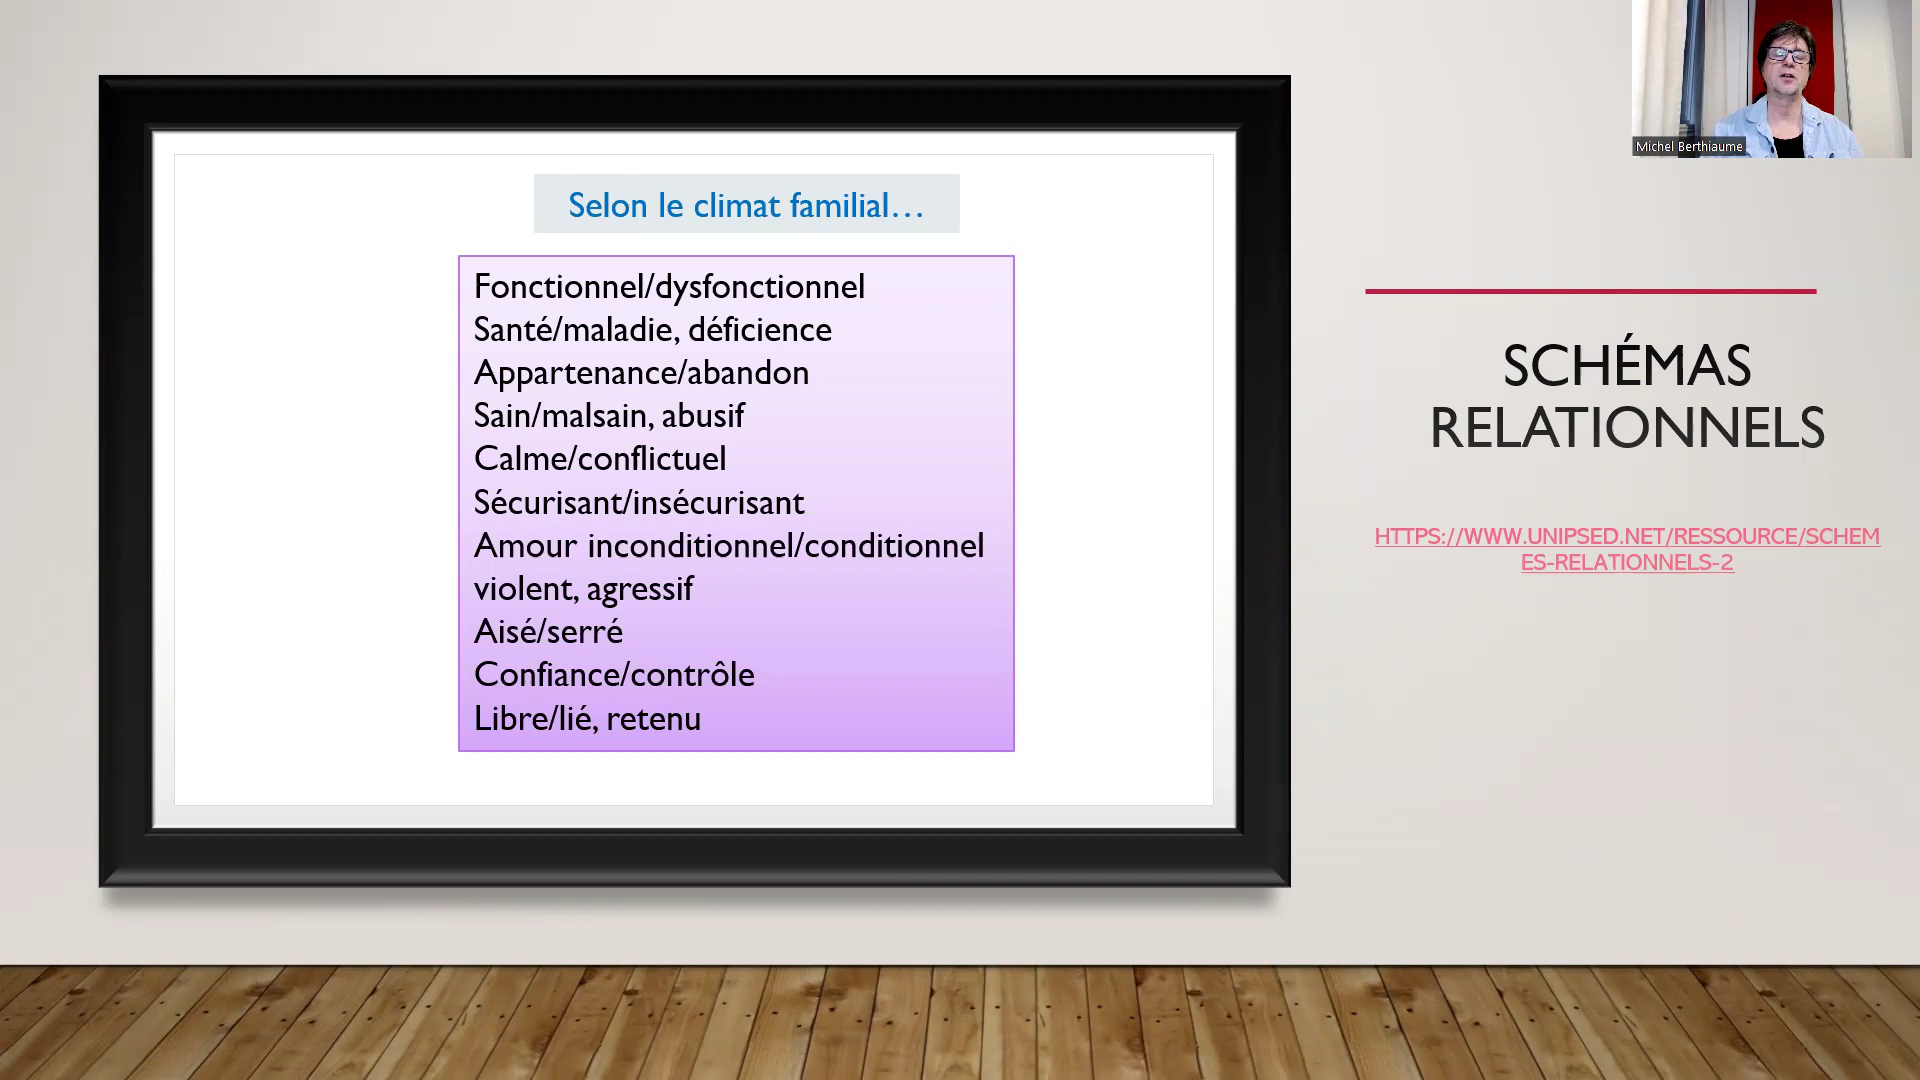 Selon le climat familial…
Fonctionnel/dysfonctionnel
Santé/maladie, déficience
Appartenance/abandon
Sain/malsain, abusif
Calme/conflictuel
Sécurisant/insécurisant
Amour inconditionnel/conditionnel
violent, agressif
Aisé/serré
Confiance/contrôle
Libre/lié, retenu
SCHÉMAS
RELATIONNELS
HTTPS://WWW.UNIPSED.NET/RESSOURCE/SCHEM
ES-RELATIONNELS-2
Michel Berthiaume